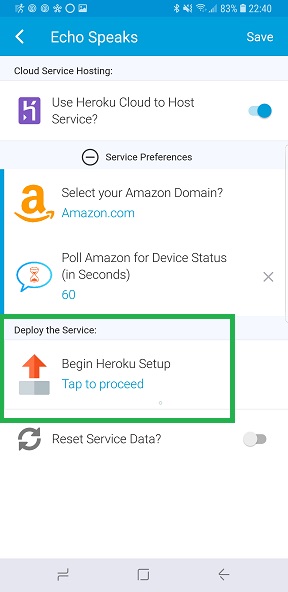 83% 22:40
Echo Speaks Save
Cloud Service Hosting:
Use Heroku Cloud to Host
Service?
Service Preferences
Select your Amazon Domain?
Amazon.com
Poll Amazon for Device Status
(in Seconds)
60
Deploy the Service:
Begin Heroku Setup
Tap to proceed
Reset Service Data?